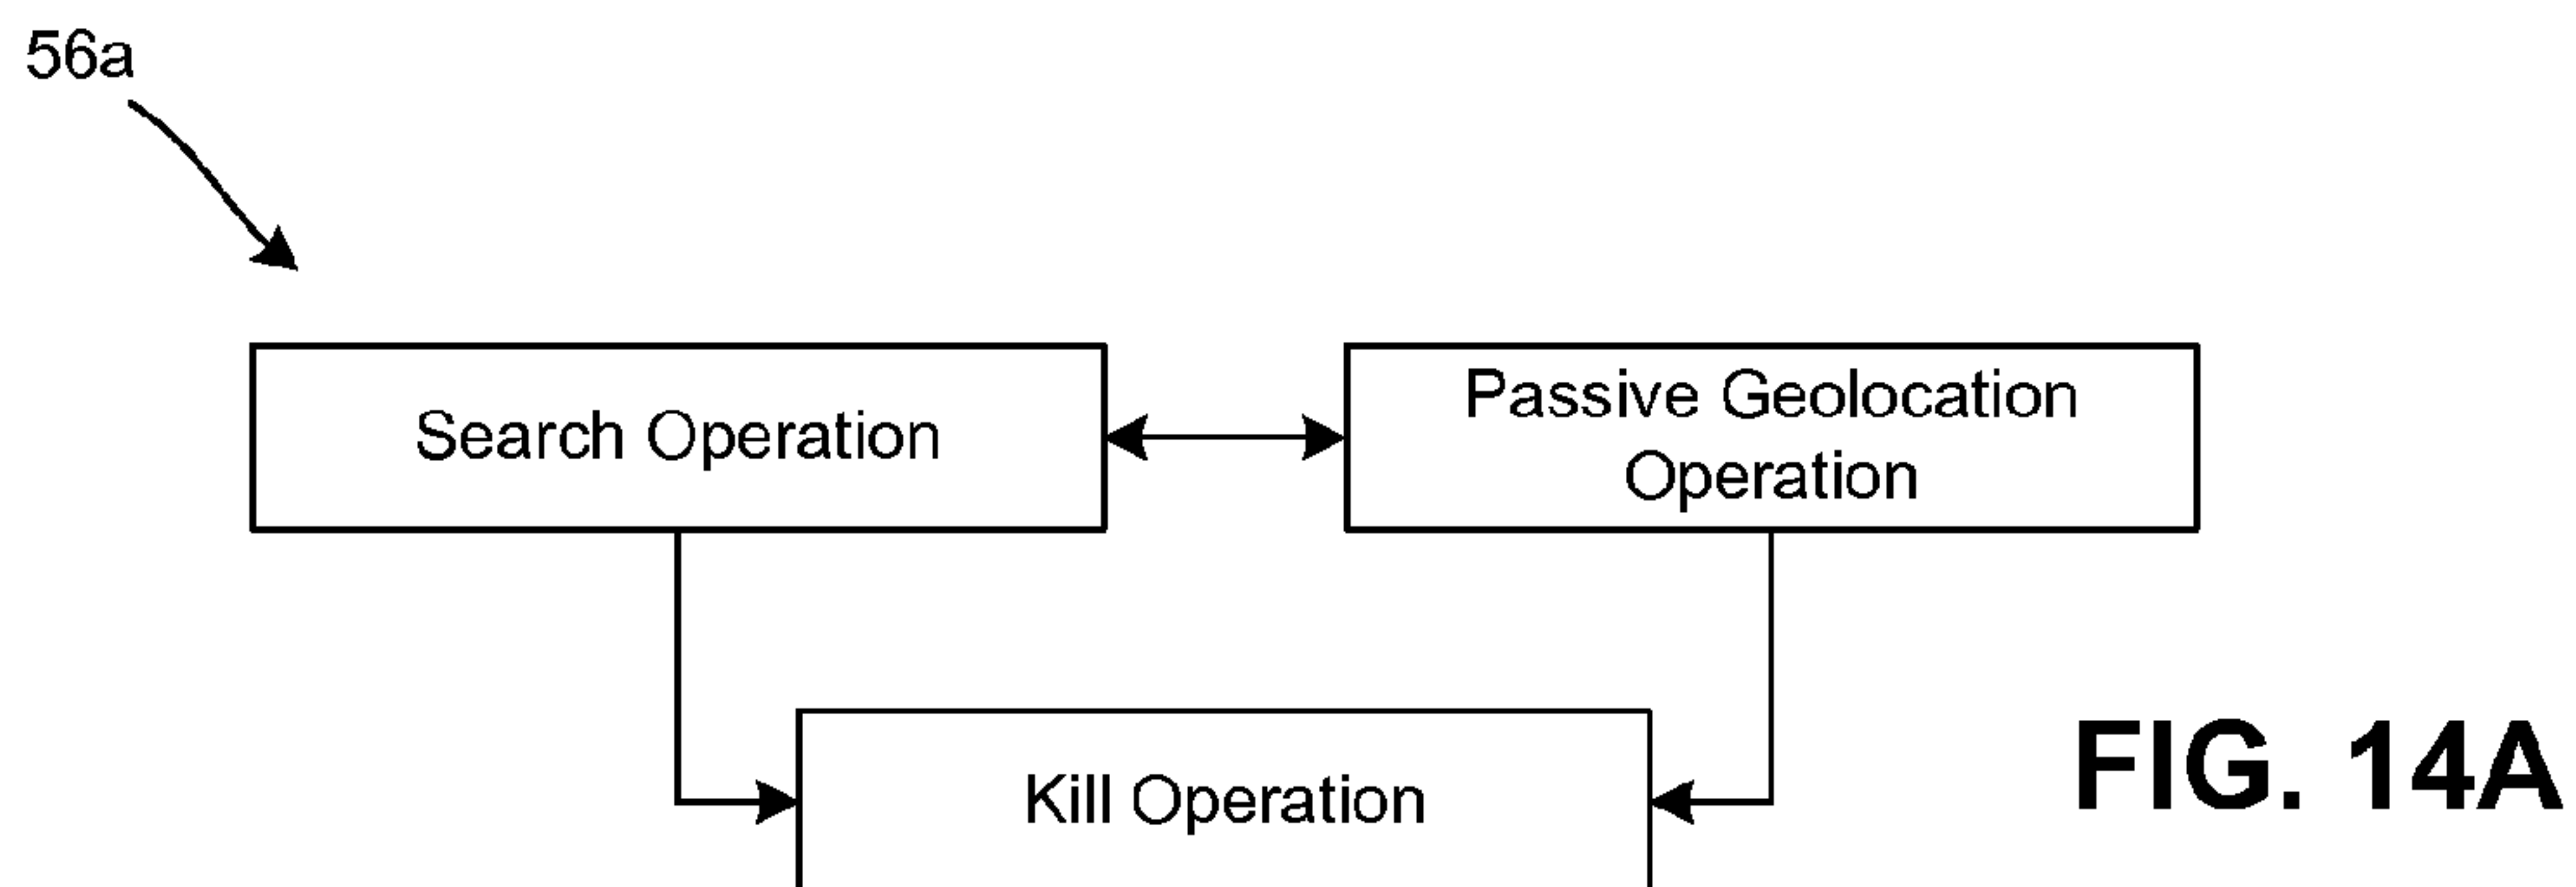 56a
Search Operation
Passive Geolocation
Operation
Kill Operation
FIG. 14A